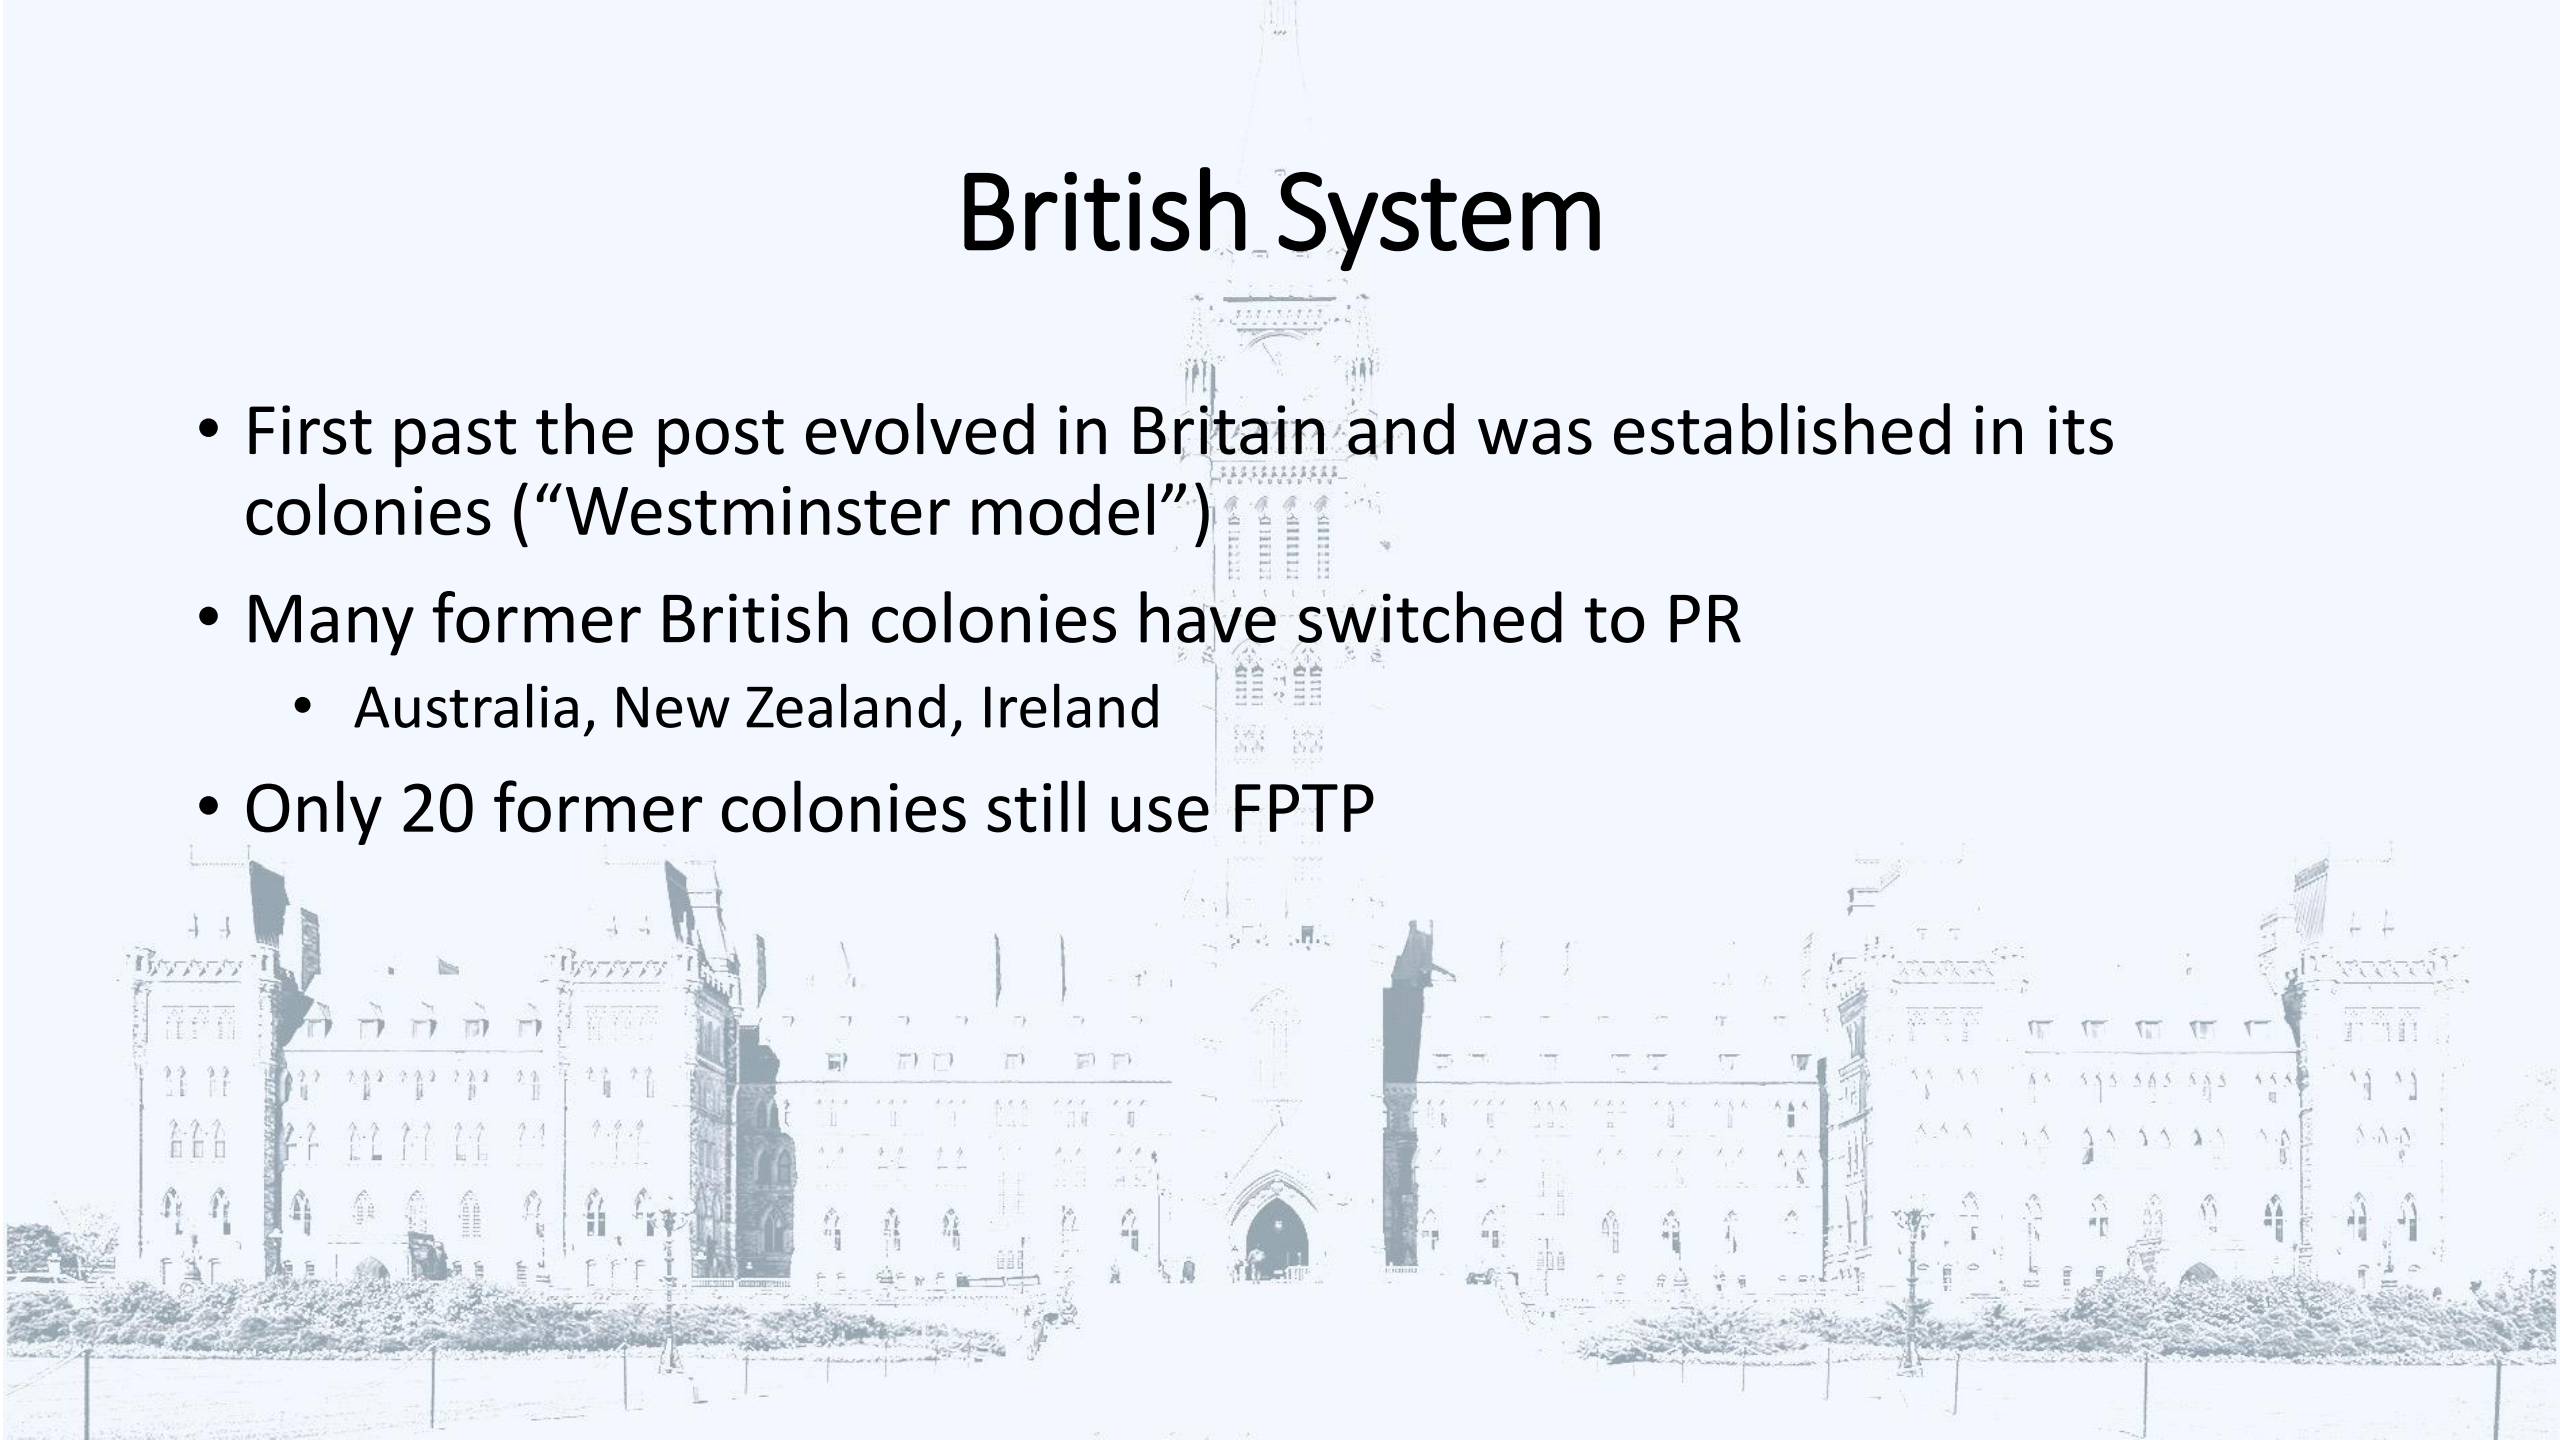 British System
• First past the post evolved in Britain and was established in its
colonies (“Westminster model”)
• Many former British colonies have switched to PR
• Australia, New Zealand, Ireland
• Only 20 former colonies still use FPTP